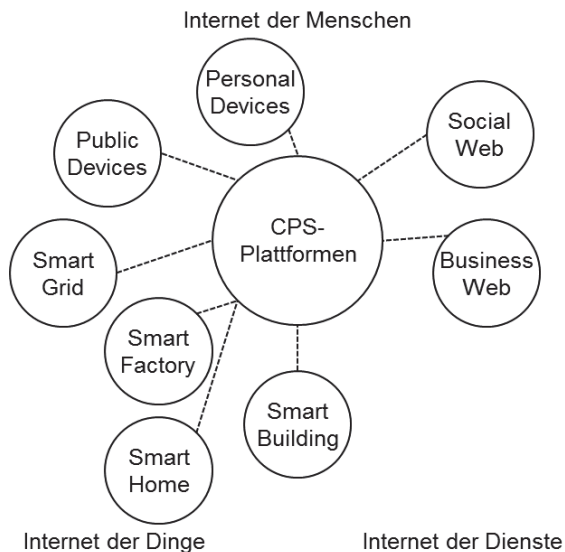 Internet der Menschen
Personal
Devices
Public
Devices
Social
Web
CPS-
Plattformen
Smart
Grid
Business
Web
Smart
Factory
Smart
Building
Smart
Home
Internet der Dinge
Internet der Dienste